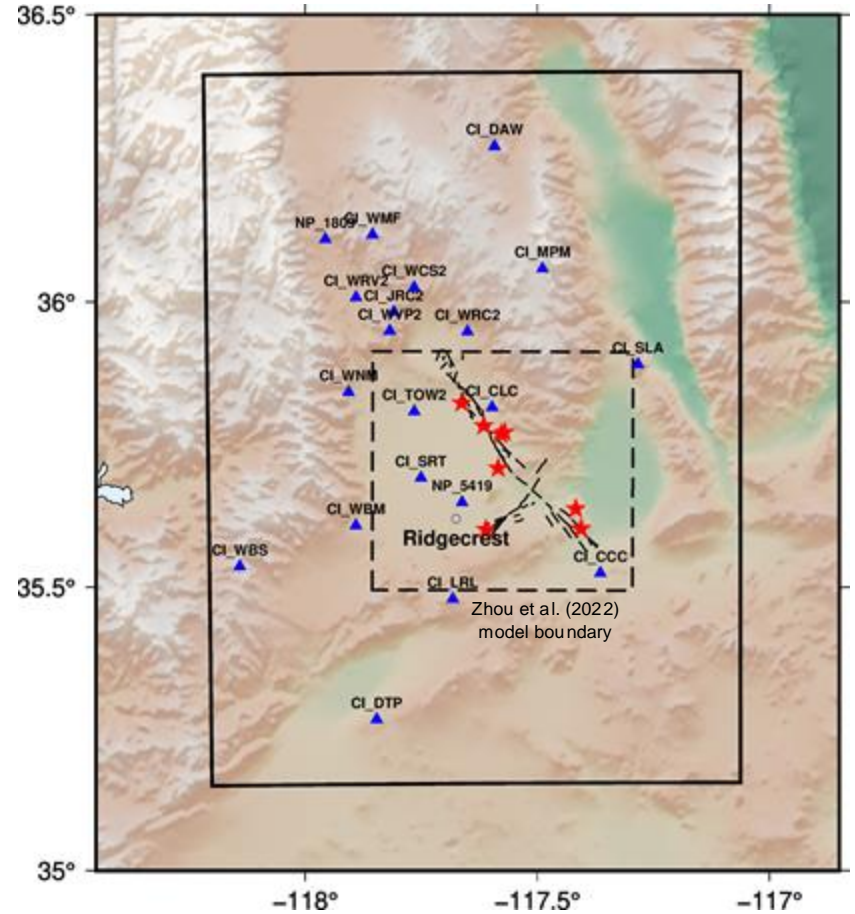 36.5°
CI_DAW
NP_1809
CI_WMF
CI_MPM
CI_WCS2
CI_WRV2
CI_JRC2
36°
CI_WVP2
CI_WRC2
CI_SLA
CI_WNM
CI_TOW2
CI_CLC
CI_SRT
NP_5419
CI_WBM
Ridgecrest
CI_WBS
CI_CCC
35.5°
CI_LRL
Zhou et al. (2022)
model boundary
CI_DTP
35°
−118°
−117.5°
−117°